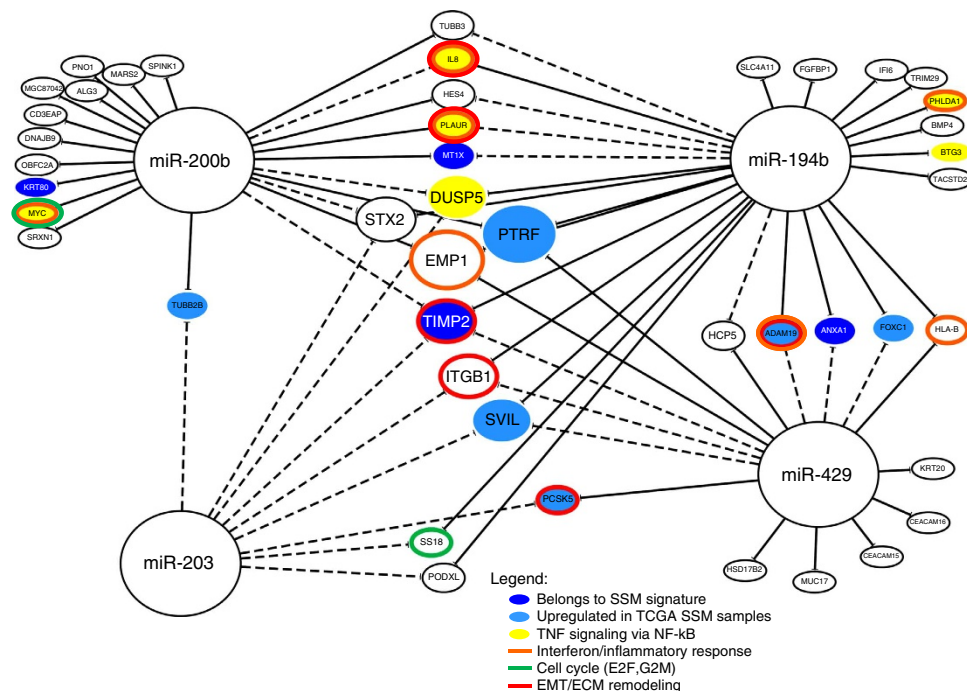 TUBB3
PNO1
SPINK1
MARS2
MGC87042
ALG3
IL8
SLC4A11
FGFBP1
IFI6
TRIM29
CD3EAP
HES4
PHLDA1
DNAJB9
PLAUR
BMP4
OBFC2A
miR-200b
MT1X
miR-194b
BTG3
KRT80
DUSP5
TACSTD2
MYC
STX2
PTRF
SRXN1
EMP1
TUBB2B
TIMP2
HCP5
ADAM19
ANXA1
FOXC1
HLA-B
ITGB1
SVIL
miR-429
KRT20
PCSK5
CEACAM16
SS18
miR-203
PODXL
HSD17B2
MUC17
CEACAM15
Legend:
Belongs to SSM signature
Upregulated in TCGA SSM samples
TNF signaling via NF-kB
Interferon/inflammatory response
Cell cycle (E2F,G2M)
EMT/ECM remodeling